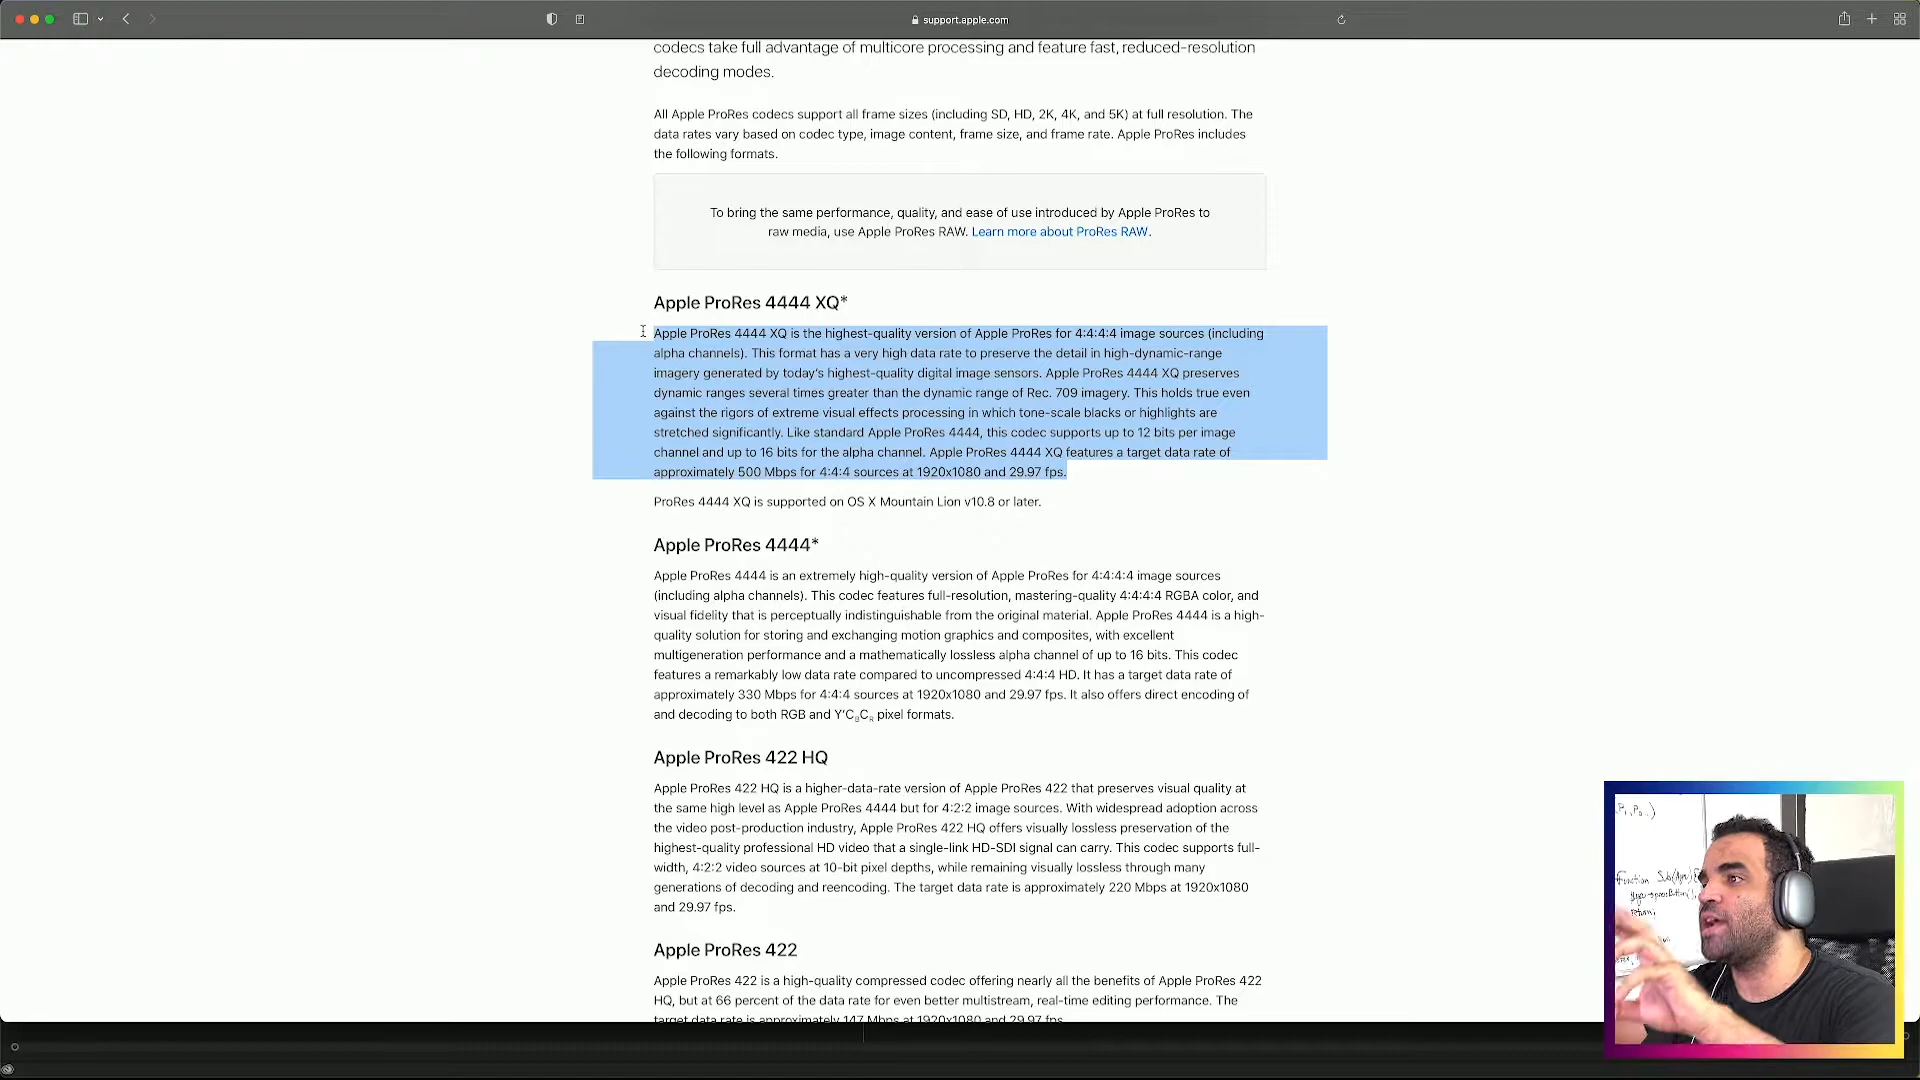 support.apple.com
codecs take full advantage of multicore processing and feature fast, reduced-resolution
decoding modes.
All Apple ProRes codecs support all frame sizes (including SD, HD, 2K, 4K, and 5K) at full resolution. The
data rates vary based on codec type, image content, frame size, and frame rate. Apple ProRes includes
the following formats.
To bring the same performance, quality, and ease of use introduced by Apple ProRes to
raw media, use Apple ProRes RAW. Learn more about ProRes RAW.
Apple ProRes 4444 XQ*
Apple ProRes 4444 XQ is the highest-quality version of Apple ProRes for 4:4:4:4 image sources (including
alpha channels). This format has a very high data rate to preserve the detail in high-dynamic-range
imagery generated by today's highest-quality digital image sensors. Apple ProRes 4444 XQ preserves
dynamic ranges several times greater than the dynamic range of Rec. 709 imagery. This holds true even
against the rigors of extreme visual effects processing in which tone-scale blacks or highlights are
stretched significantly. Like standard Apple ProRes 4444, this codec supports up to 12 bits per image
channel and up to 16 bits for the alpha channel. Apple ProRes 4444 XQ features a target data rate of
approximately 500 Mbps for 4:4:4 sources at 1920x1080 and 29.97 fps.
ProRes 4444 XQ is supported on OS X Mountain Lion v10.8 or later.
Apple ProRes 4444*
Apple ProRes 4444 is an extremely high-quality version of Apple ProRes for 4:4:4:4 image sources
(including alpha channels). This codec features full-resolution, mastering-quality 4:4:4:4 RGBA color, and
visual fidelity that is perceptually indistinguishable from the original material. Apple ProRes 4444 is a high-
quality solution for storing and exchanging motion graphics and composites, with excellent
multigeneration performance and a mathematically lossless alpha channel of up to 16 bits. This codec
features a remarkably low data rate compared to uncompressed 4:4:4 HD. It has a target data rate of
approximately 330 Mbps for 4:4:4 sources at 1920x1080 and 29.97 fps. It also offers direct encoding of
and decoding to both RGB and Y'CBCR pixel formats.
Apple ProRes 422 HQ
Apple ProRes 422 HQ is a higher-data-rate version of Apple ProRes 422 that preserves visual quality at
the same high level as Apple ProRes 4444 but for 4:2:2 image sources. With widespread adoption across
the video post-production industry, Apple ProRes 422 HQ offers visually lossless preservation of the
highest-quality professional HD video that a single-link HD-SDI signal can carry. This codec supports full-
width, 4:2:2 video sources at 10-bit pixel depths, while remaining visually lossless through many
generations of decoding and reencoding. The target data rate is approximately 220 Mbps at 1920x1080
and 29.97 fps.
Apple ProRes 422
Apple ProRes 422 is a high-quality compressed codec offering nearly all the benefits of Apple ProRes 422
HQ, but at 66 percent of the data rate for even better multistream, real-time editing performance. The
target data rate is approximately 147 Mbps at 1920x1080 and 29.97 fps.
function
return;